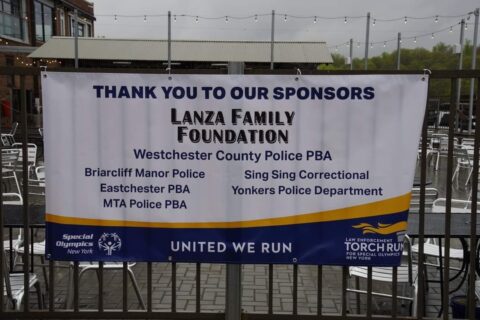 THANK YOU TO OUR SPONSORS
LANZA FAMILY
FOUNDATION
Westchester County Police PBA
Briarcliff Manor Police
Eastchester PBA
MTA Police PBA
Sing Sing Correctional
Yonkers Police Department
Special
Olympics
New York
UNITED WE RUN
LAW ENFORCEMENT
TORCH RUN
FOR SPECIAL OLYMPICS
NEW YORK